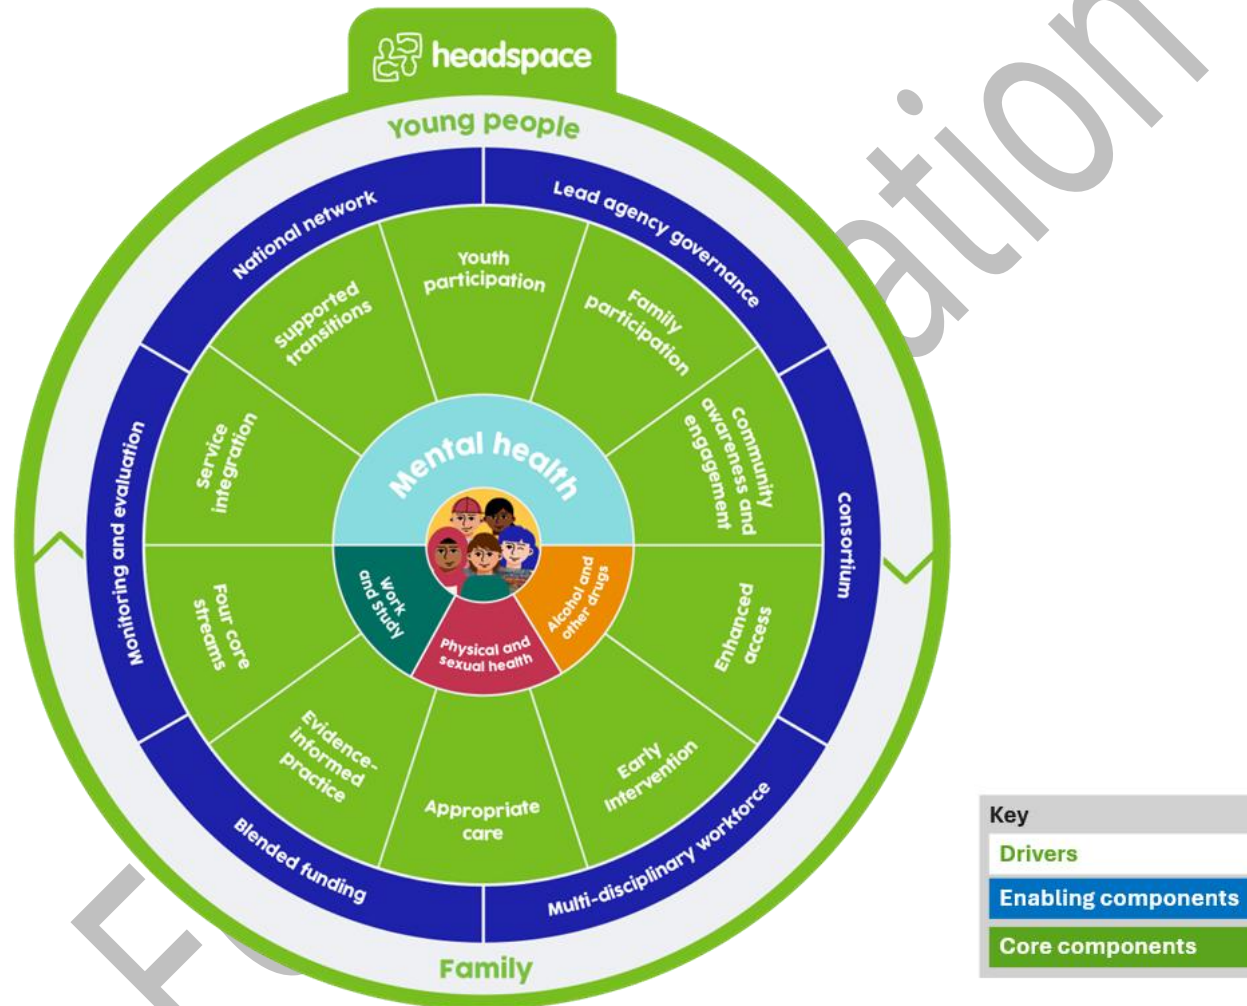 headspace
Young people
National network
Lead agency governance
Consortium
Multi-disciplinary workforce
Blended funding
Monitoring and evaluation
Youth
participation
Family
participation
Community
awareness and
engagement
Enhanced
access
Early
Intervention
Appropriate
care
Evidence-
informed
practice
Four core
streams
Service
integration
Supported
transitions
Mental health
Alcohol and
other drugs
Physical and
sexual health
Work
and Study
Family
Key
Drivers
Enabling components
Core components